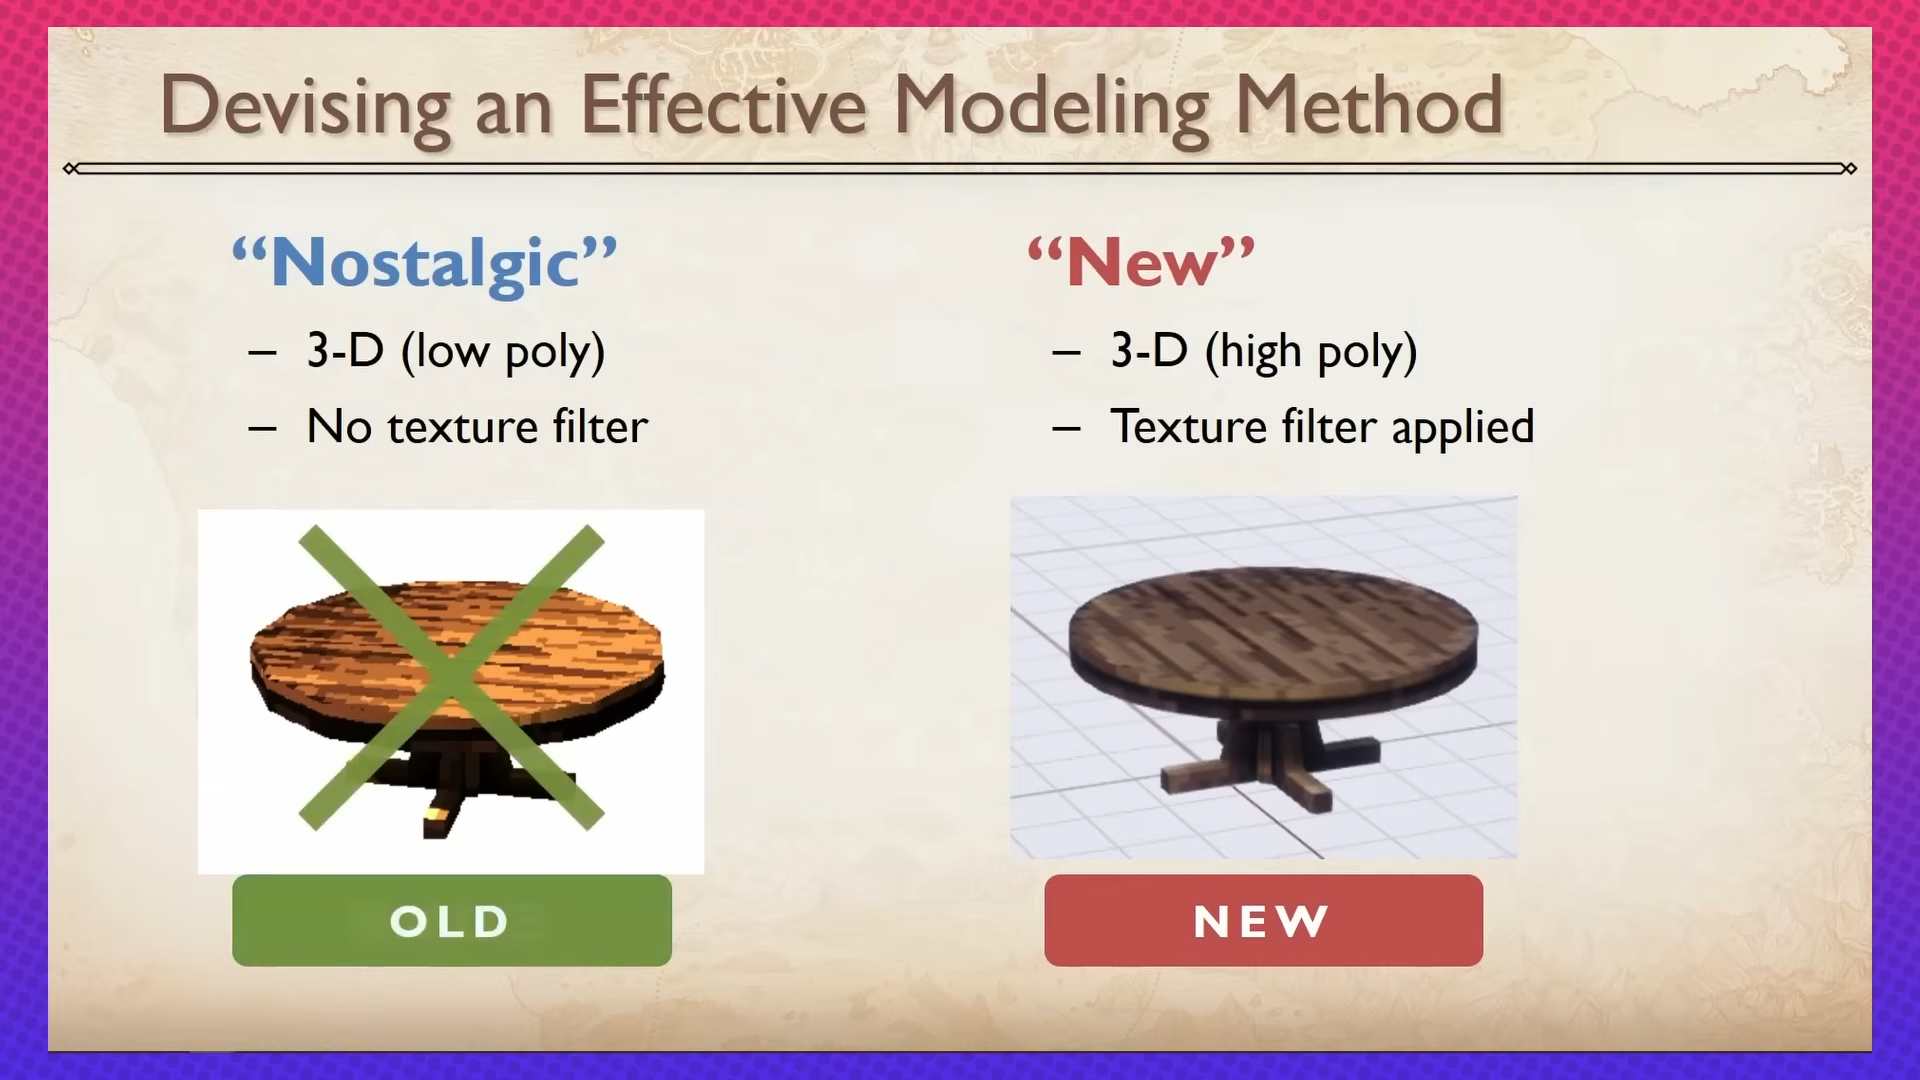 Devising an Effective Modeling Method
“Nostalgic”
– 3-D (low poly)
– No texture filter
OLD
“New”
– 3-D (high poly)
– Texture filter applied
NEW